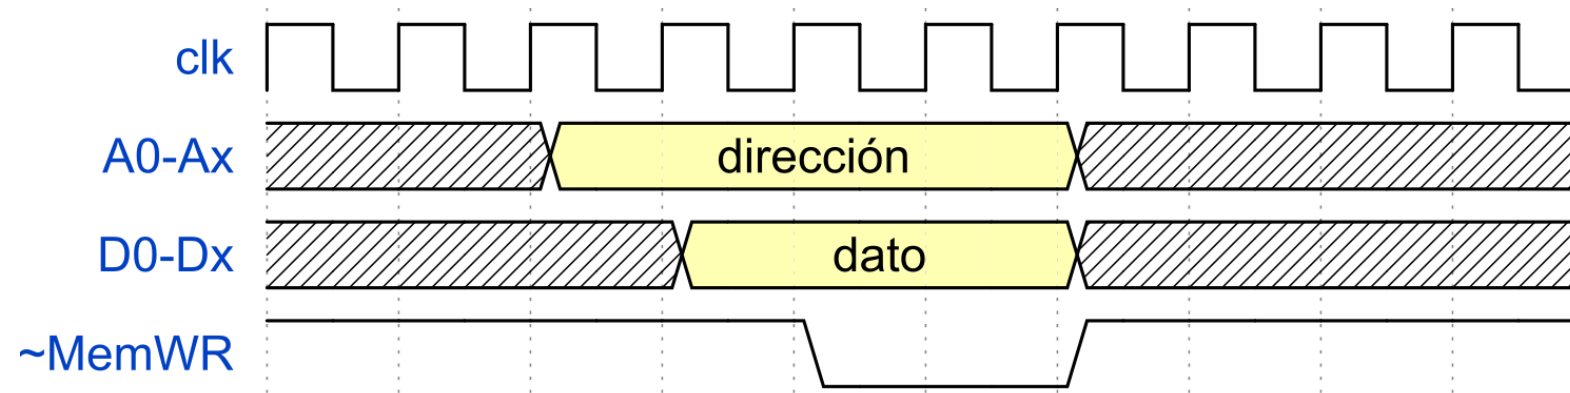 clk
A0-Ax dirección
D0-Dx dato
~MemWR